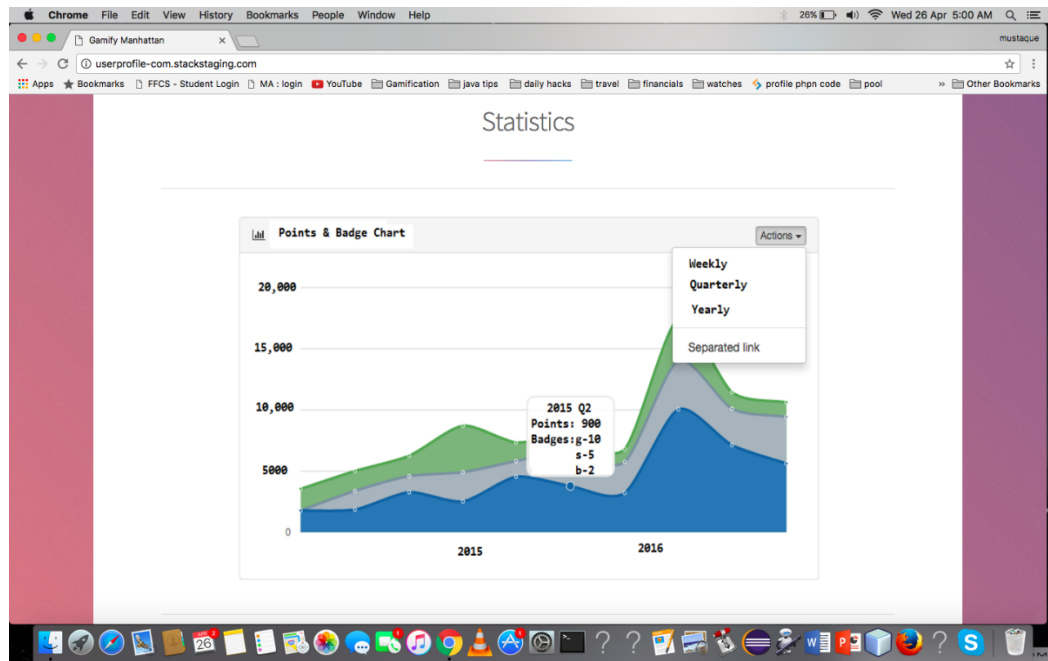 Chrome File Edit View History Bookmarks People Window Help 26% Wed 26 Apr 5:00 AM
Gamify Manhattan mustaque
userprofile-com.stackstaging.com
Apps Bookmarks FFCS - Student Login MA : login YouTube Gamification java tips daily hacks travel financials watches profile phpn code pool » Other Bookmarks
Statistics
Points & Badge Chart Actions
Weekly
Quarterly
Yearly
Separated link
20,000
15,000
10,000
5000
0
2015 Q2
Points: 900
Badges:g-10
s-5
b-2
2015 2016